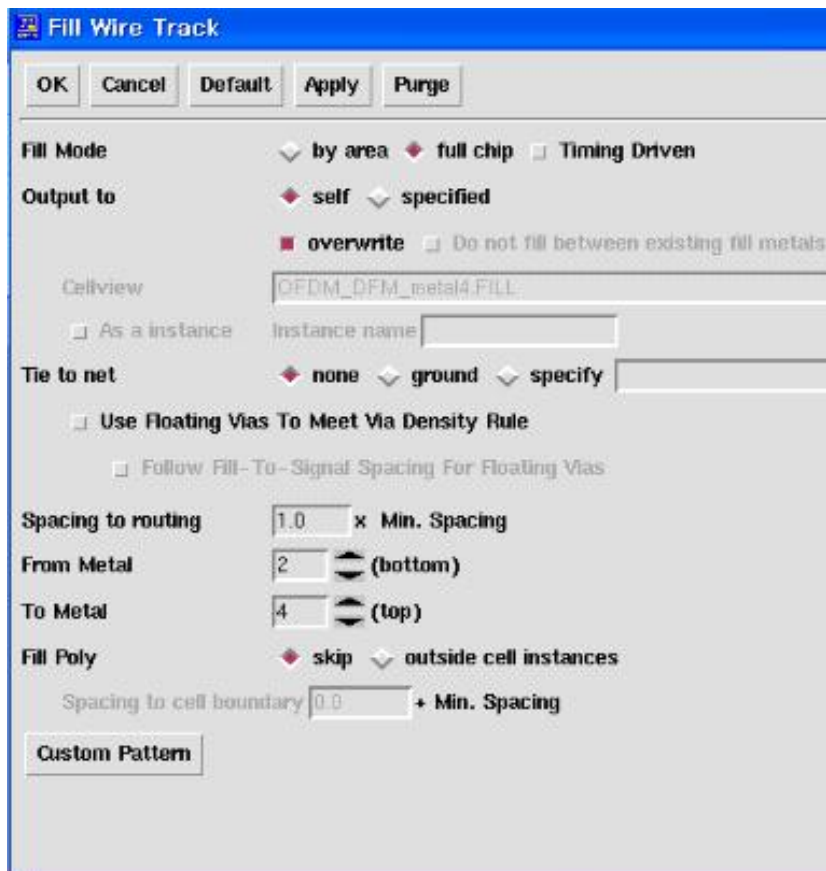 Fill Wire Track
OK Cancel Default Apply Purge
Fill Mode by area full chip Timing Driven
Output to self specified
overwrite Do not fill between existing fill metals
Cellview OFDM_DFM_metal4.FILL
As a instance Instance name
Tie to net none ground specify
Use Floating Vias To Meet Via Density Rule
Follow Fill-To-Signal Spacing For Floating Vias
Spacing to routing 1.0 x Min. Spacing
From Metal 2 (bottom)
To Metal 4 (top)
Fill Poly skip outside cell instances
Spacing to cell boundary 0.0 + Min. Spacing
Custom Pattern